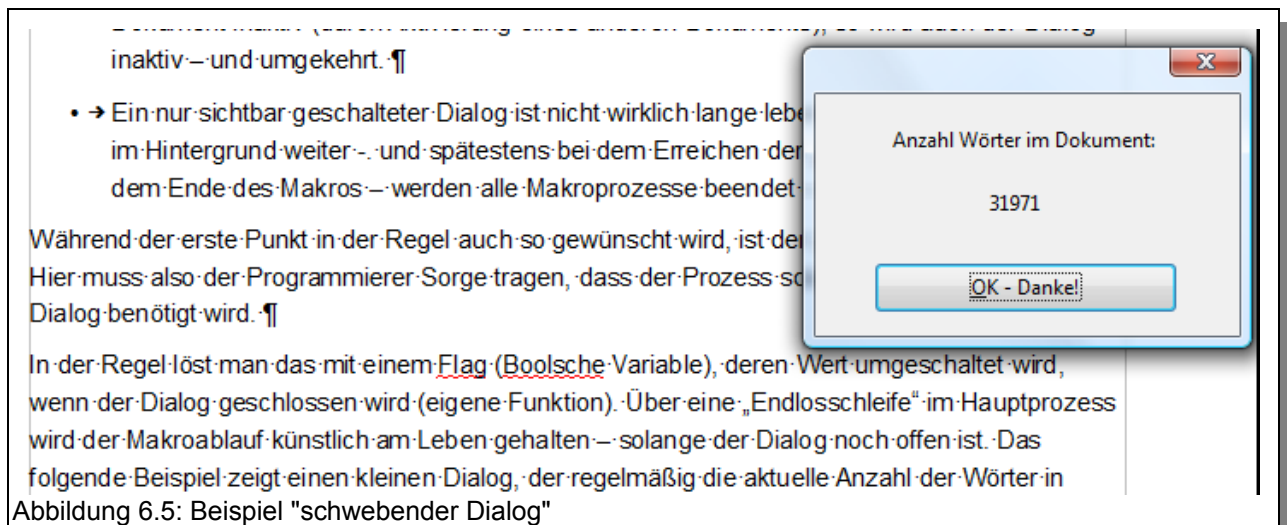 inaktiv – und umgekehrt. ¶
• → Ein nur sichtbar geschalteter Dialog ist nicht wirklich lange
im Hintergrund weiter -. und spätestens bei dem Erreichen der
dem Ende des Makros – werden alle Makroprozesse beendet
Während der erste Punkt in der Regel auch so gewünscht wird, ist
Hier muss also der Programmierer Sorge tragen, dass der Prozess
Dialog benötigt wird. ¶
X
Anzahl Wörter im Dokument:
31971
OK - Danke!
In der Regel löst man das mit einem Flag (Boolsche Variable), deren Wert umgeschaltet wird,
wenn der Dialog geschlossen wird (eigene Funktion). Über eine „Endlosschleife“ im Hauptprozess
wird der Makroablauf künstlich am Leben gehalten – solange der Dialog noch offen ist. Das
folgende Beispiel zeigt einen kleinen Dialog, der regelmäßig die aktuelle Anzahl der Wörter in
Abbildung 6.5: Beispiel "schwebender Dialog"